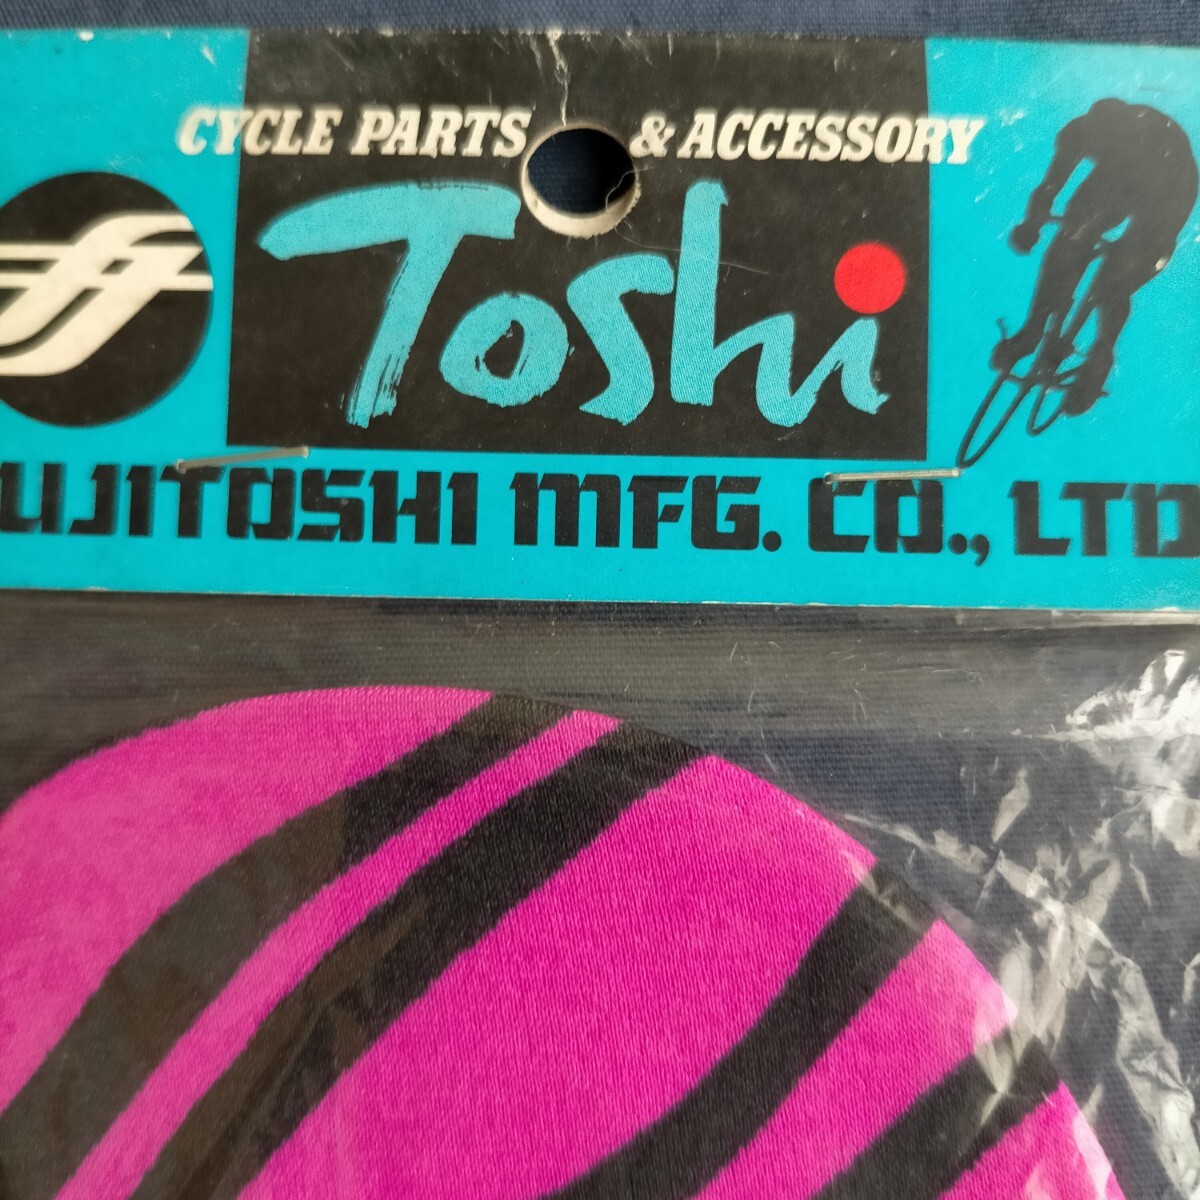 CYCLE PARTS & ACCESSORY
Toshi
UJITOSHI MFG. CO., LTD